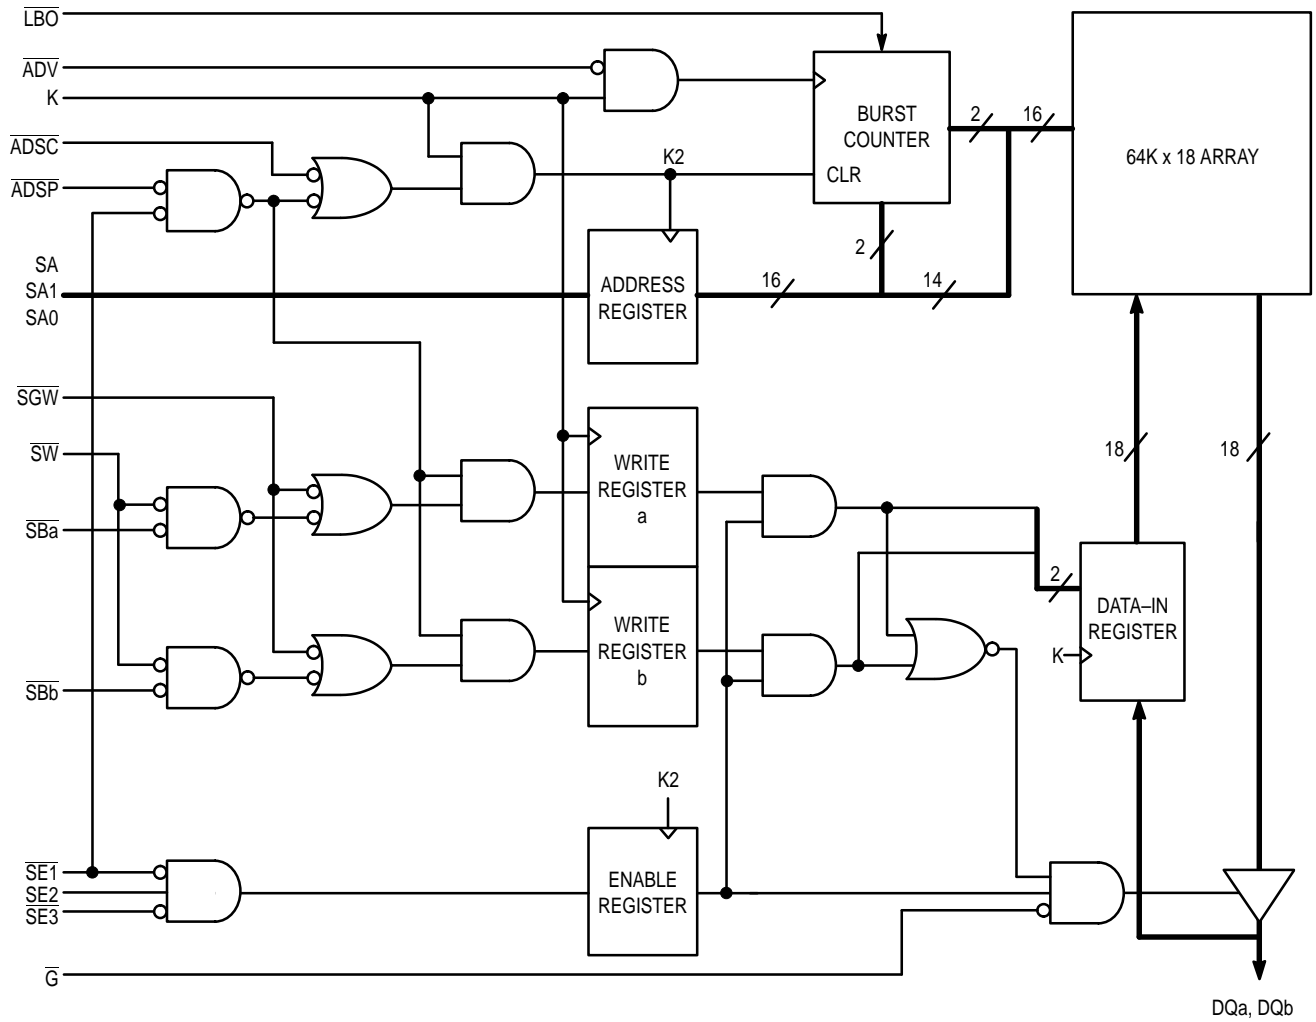 LBO
ADV
K
ADSC
ADSP
SA
SA1
SA0
SGW
SW
SBa
SBb
SE1
SE2
SE3
G
K2
BURST
COUNTER
CLR
2
16
64K x 18 ARRAY
ADDRESS
REGISTER
16
2
14
WRITE
REGISTER
a
WRITE
REGISTER
b
18
18
2
DATA–IN
REGISTER
K
K2
ENABLE
REGISTER
DQa, DQb